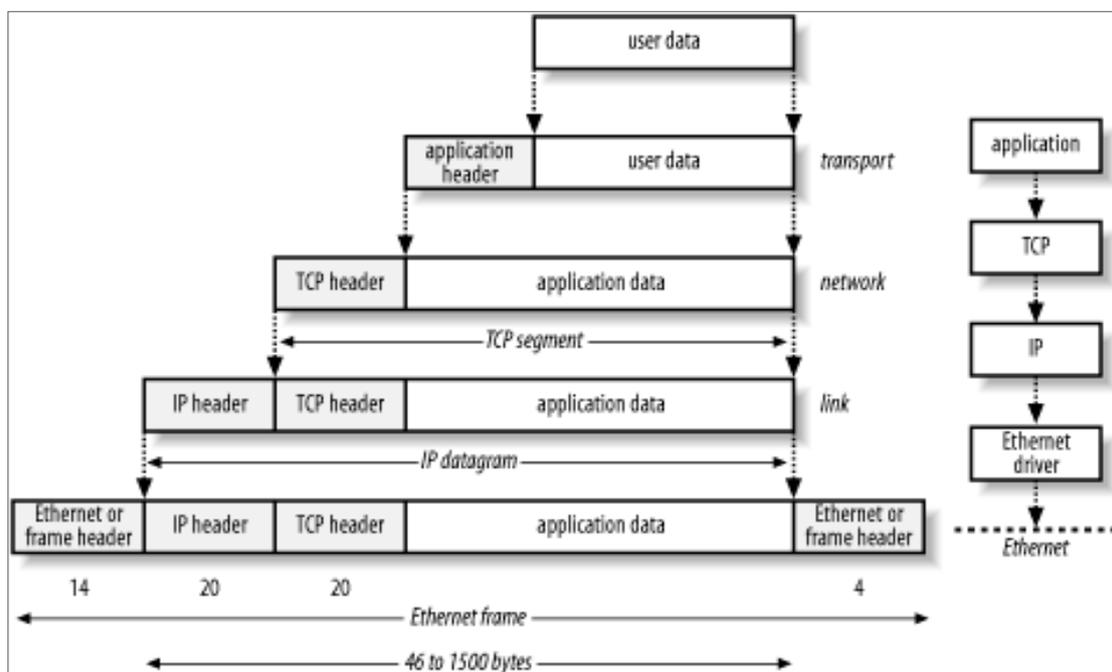 user data
application
header
user data
transport
application
TCP header
application data
network
TCP
TCP segment
IP
IP header
TCP header
application data
link
IP datagram
Ethernet
driver
Ethernet or
frame header
IP header
TCP header
application data
Ethernet or
frame header
Ethernet
14
20
20
4
Ethernet frame
46 to 1500 bytes